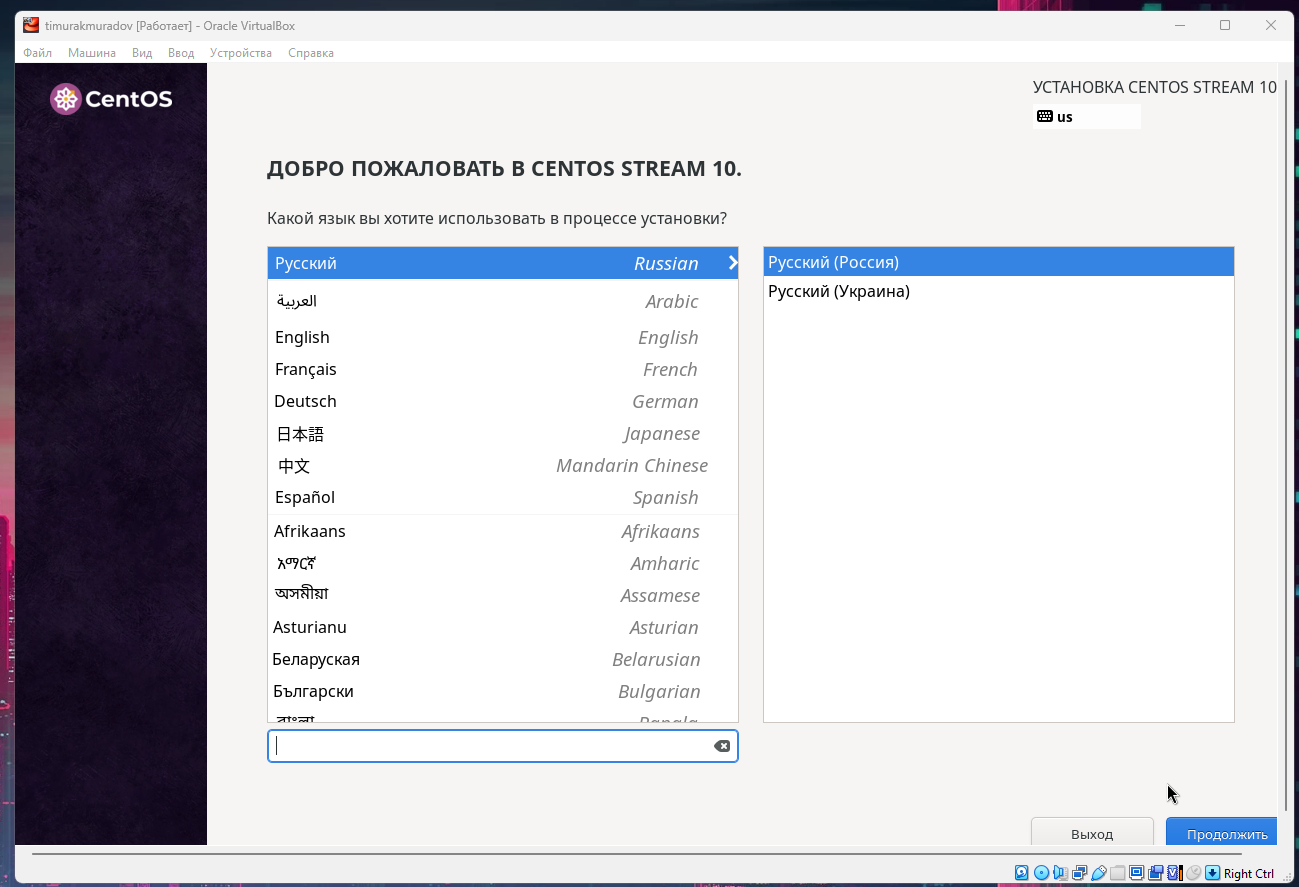 timurakmuradov [Работает] - Oracle VirtualBox
Файл Машина Вид Ввод Устройства Справка
CentOS
УСТАНОВКА CENTOS STREAM 10
us
ДОБРО ПОЖАЛОВАТЬ В CENTOS STREAM 10.
Какой язык вы хотите использовать в процессе установки?
Русский Russian
العربية Arabic
English English
Français French
Deutsch German
日本語 Japanese
中文 Mandarin Chinese
Español Spanish
Afrikaans Afrikaans
አማርኛ Amharic
অসমীয়া Assamese
Asturianu Asturian
Беларуская Belarusian
Български Bulgarian
বাংলা Bangla
Русский (Россия)
Русский (Украина)
Выход Продолжить
Right Ctrl